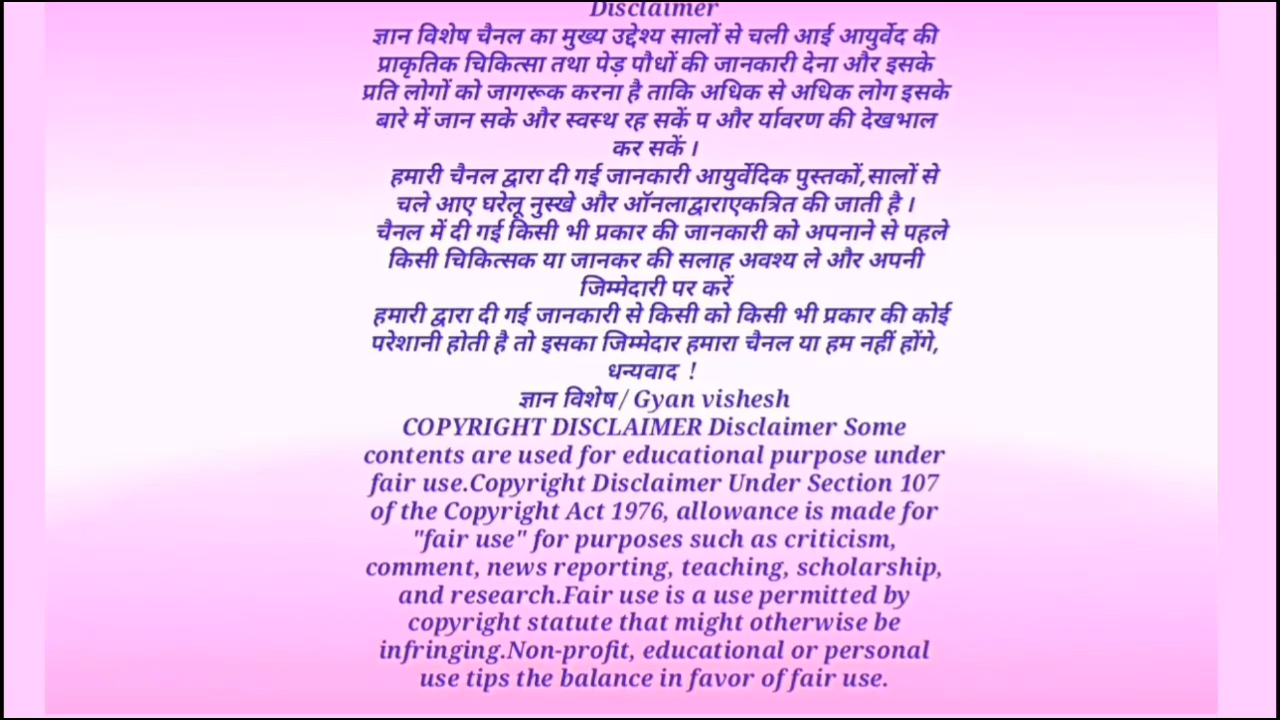 Disclaimer
ज्ञान विशेष चैनल का मुख्य उद्देश्य सालों से चली आई आयुर्वेद की
प्राकृतिक चिकित्सा तथा पेड़ पौधों की जानकारी देना और इसके
प्रति लोगों को जागरूक करना है ताकि अधिक से अधिक लोग इसके
बारे में जान सके और स्वस्थ रह सकें प और र्यावरण की देखभाल
कर सकें ।
हमारी चैनल द्वारा दी गई जानकारी आयुर्वेदिक पुस्तकों,सालों से
चले आए घरेलू नुस्खे और ऑनलाद्वाराएकत्रित की जाती है ।
चैनल में दी गई किसी भी प्रकार की जानकारी को अपनाने से पहले
किसी चिकित्सक या जानकर की सलाह अवश्य ले और अपनी
जिम्मेदारी पर करें
हमारी द्वारा दी गई जानकारी से किसी को किसी भी प्रकार की कोई
परेशानी होती है तो इसका जिम्मेदार हमारा चैनल या हम नहीं होंगे,
धन्यवाद !
ज्ञान विशेष/ Gyan vishesh
COPYRIGHT DISCLAIMER Disclaimer Some
contents are used for educational purpose under
fair use.Copyright Disclaimer Under Section 107
of the Copyright Act 1976, allowance is made for
"fair use" for purposes such as criticism,
comment, news reporting, teaching, scholarship,
and research.Fair use is a use permitted by
copyright statute that might otherwise be
infringing.Non-profit, educational or personal
use tips the balance in favor of fair use.